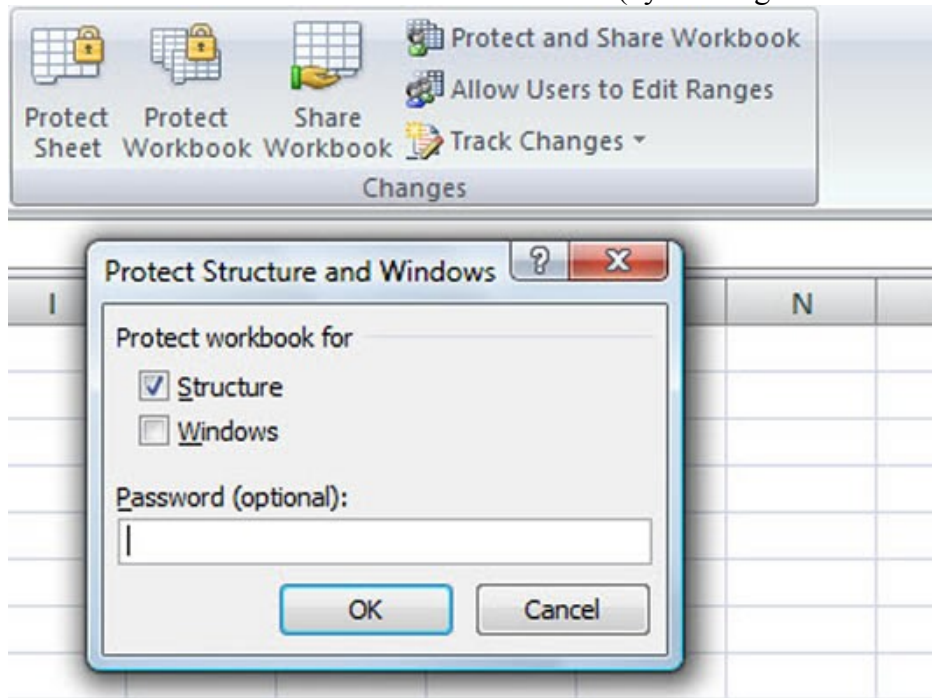 Protect and Share Workbook
Allow Users to Edit Ranges
Protect Protect Share
Sheet Workbook Workbook Track Changes
Changes
Protect Structure and Windows ? X
I N
Protect workbook for
Structure
Windows
Password (optional):
OK Cancel